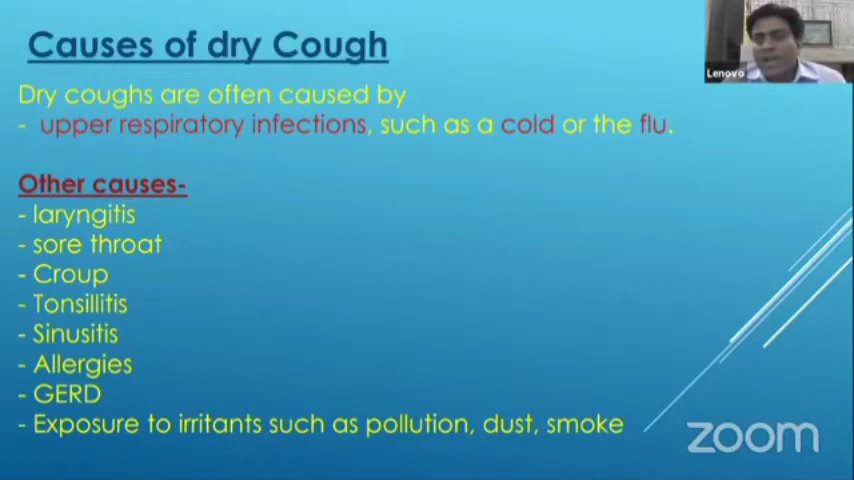 Causes of dry Cough
Lenovo
Dry coughs are often caused by
- upper respiratory infections, such as a cold or the flu.
Other causes-
- laryngitis
- sore throat
- Croup
- Tonsillitis
- Sinusitis
- Allergies
- GERD
- Exposure to irritants such as pollution, dust, smoke
zoom